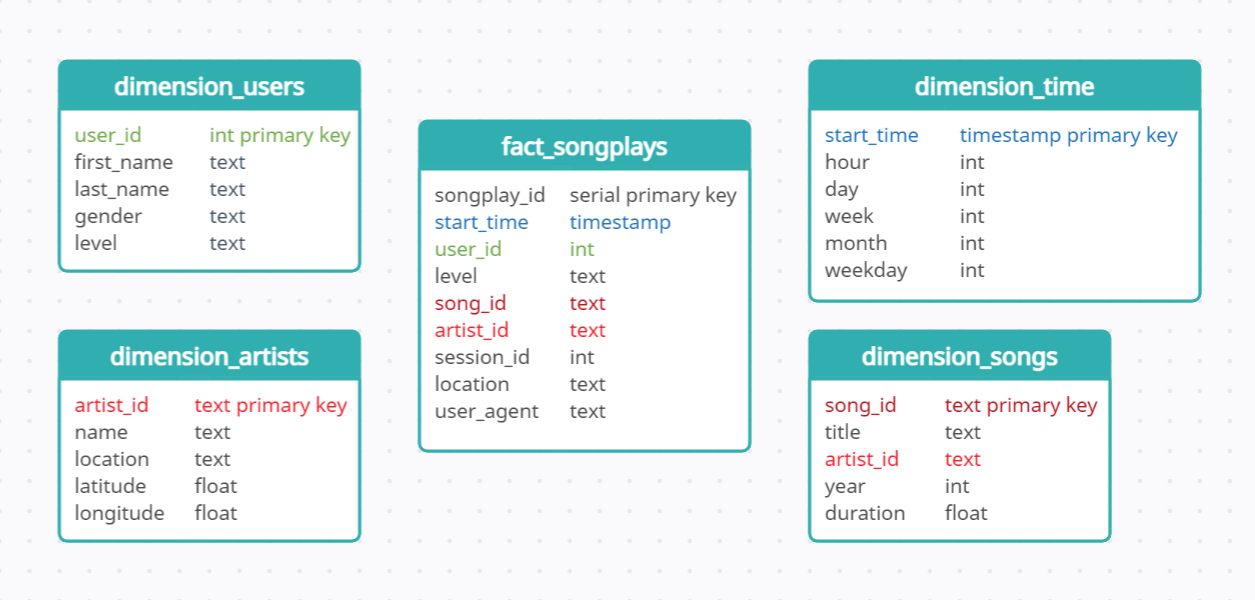 dimension_users
user_id int primary key
first_name text
last_name text
gender text
level text
dimension_artists
artist_id text primary key
name text
location text
latitude float
longitude float
fact_songplays
songplay_id serial primary key
start_time timestamp
user_id int
level text
song_id text
artist_id text
session_id int
location text
user_agent text
dimension_time
start_time timestamp primary key
hour int
day int
week int
month int
weekday int
dimension_songs
song_id text primary key
title text
artist_id text
year int
duration float